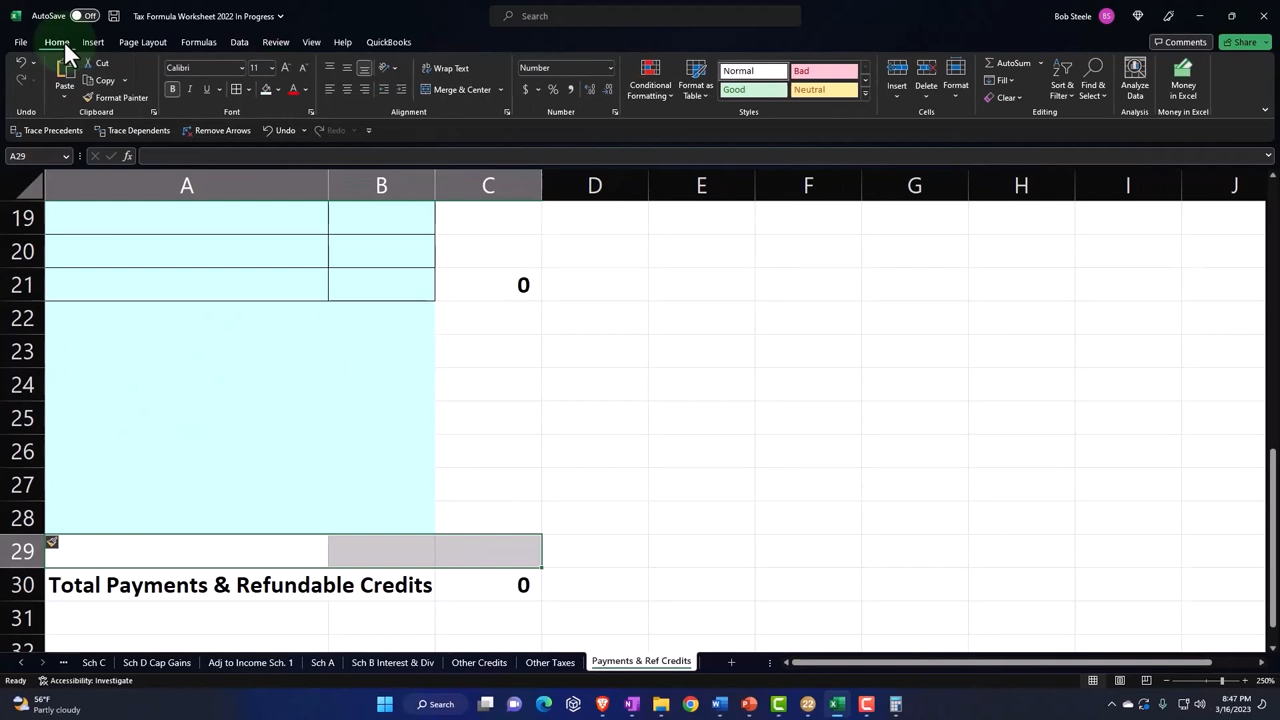 AutoSave Off Tax Formula Worksheet 2022 In Progress Search Bob Steele BS
File Home Insert Page Layout Formulas Data Review View Help QuickBooks Comments Share
Paste Cut Copy Format Painter Calibri 11 B I U Wrap Text Merge & Center Number $ % Conditional Formatting Format as Table Normal Bad Good Neutral Insert Delete Format AutoSum Fill Clear Sort & Filter Find & Select Analyze Data Money in Excel
Undo Clipboard Font Alignment Number Styles Cells Editing Analysis Money in Excel
Trace Precedents Trace Dependents Remove Arrows Undo Redo
A29 fx
A B C D E F G H I J
19
20
21 0
22
23
24
25
26
27
28
29
30 Total Payments & Refundable Credits 0
31
32
Sch C Sch D Cap Gains Adj to Income Sch. 1 Sch A Sch B Interest & Div Other Credits Other Taxes Payments & Ref Credits
Ready Accessibility: Investigate 250%
56°F
Partly cloudy
Search
22
8:47 PM
3/16/2023